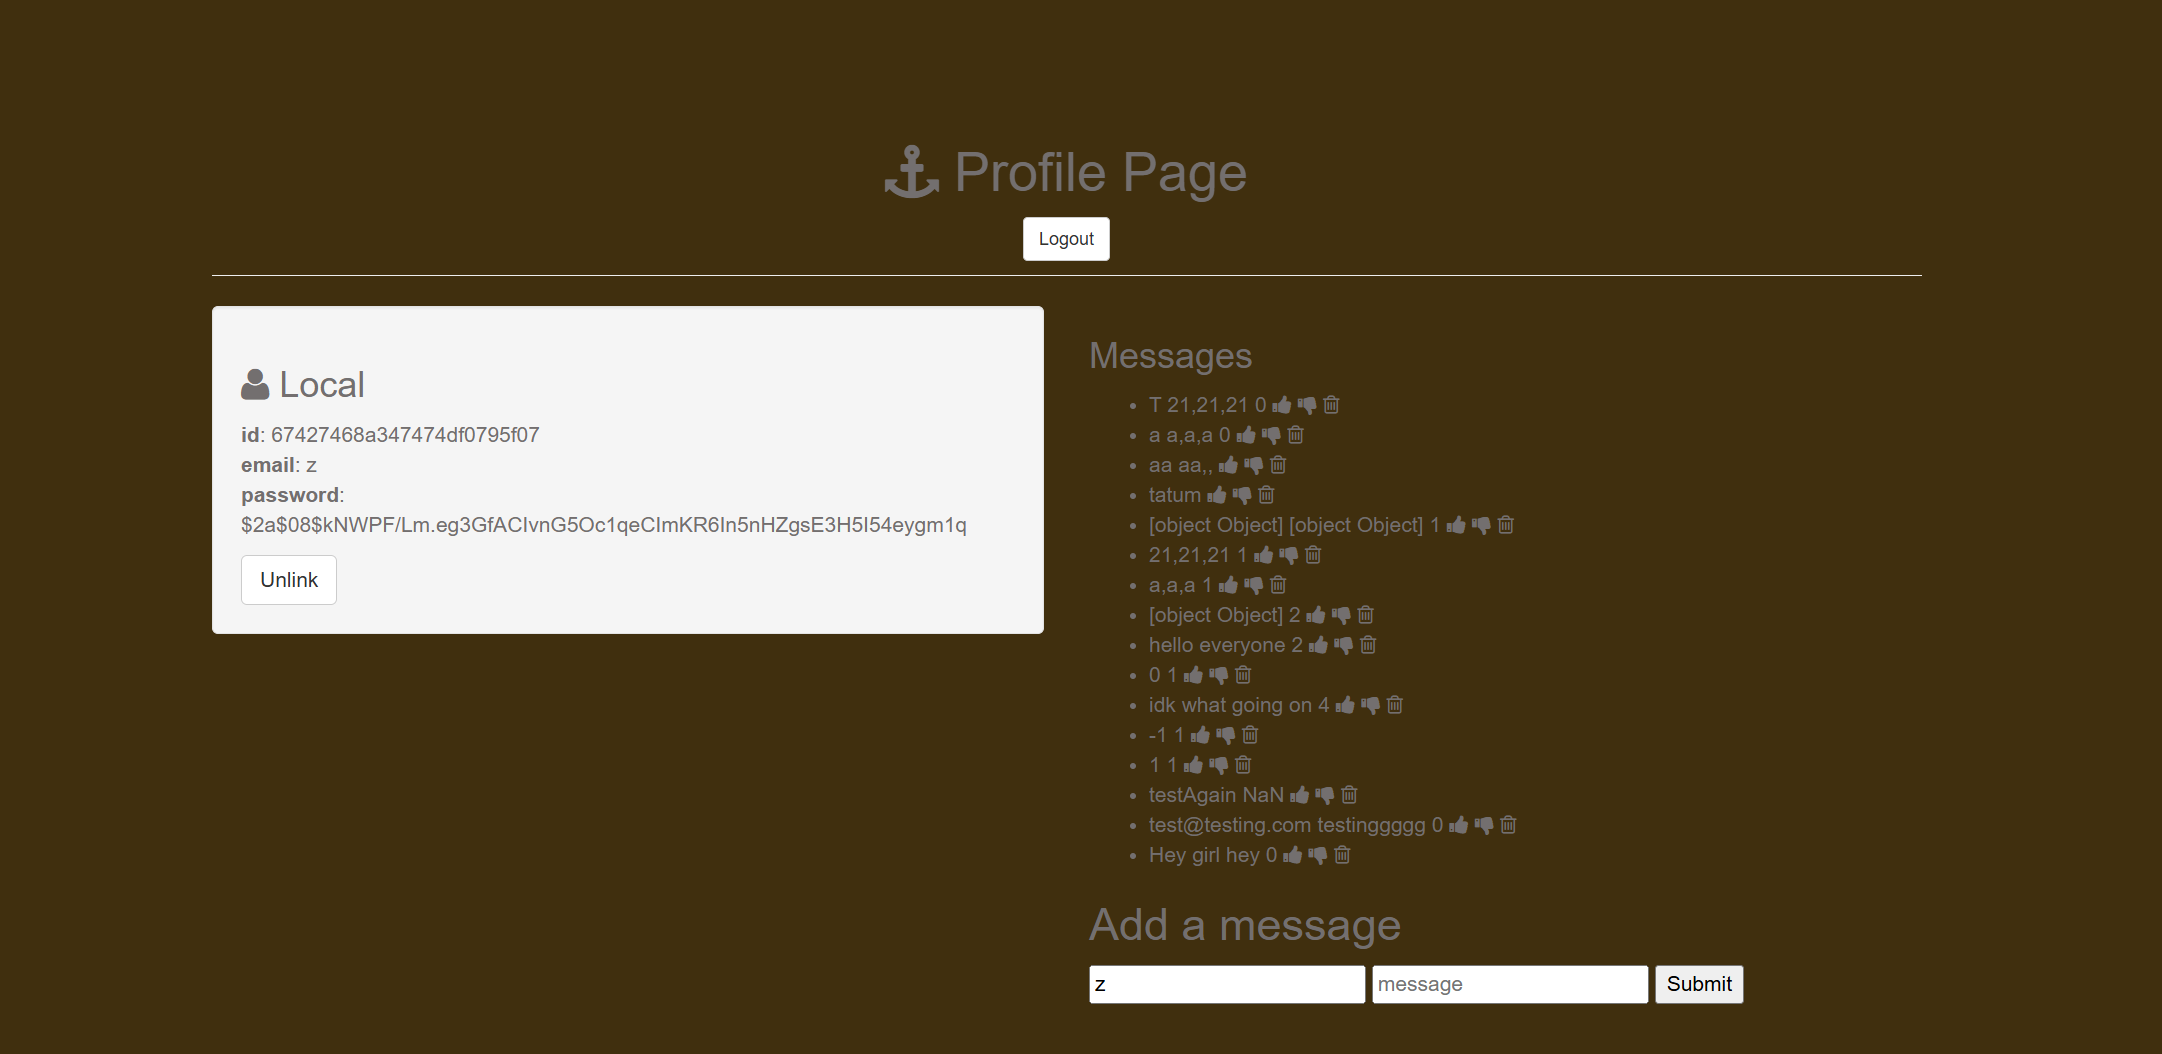 Profile Page
Logout
Local
id: 67427468a347474df0795f07
email: z
password:
$2a$08$kNWPF/Lm.eg3GfACIvnG5Oc1qeCImKR6In5nHZgsE3H5I54eygm1q
Unlink
Messages
T 21,21,21 0
a a,a,a 0
aa aa,,
tatum
[object Object] [object Object] 1
21,21,21 1
a,a,a 1
[object Object] 2
hello everyone 2
0 1
idk what going on 4
-1 1
1 1
testAgain NaN
test@testing.com testinggggg 0
Hey girl hey 0
Add a message
z message Submit